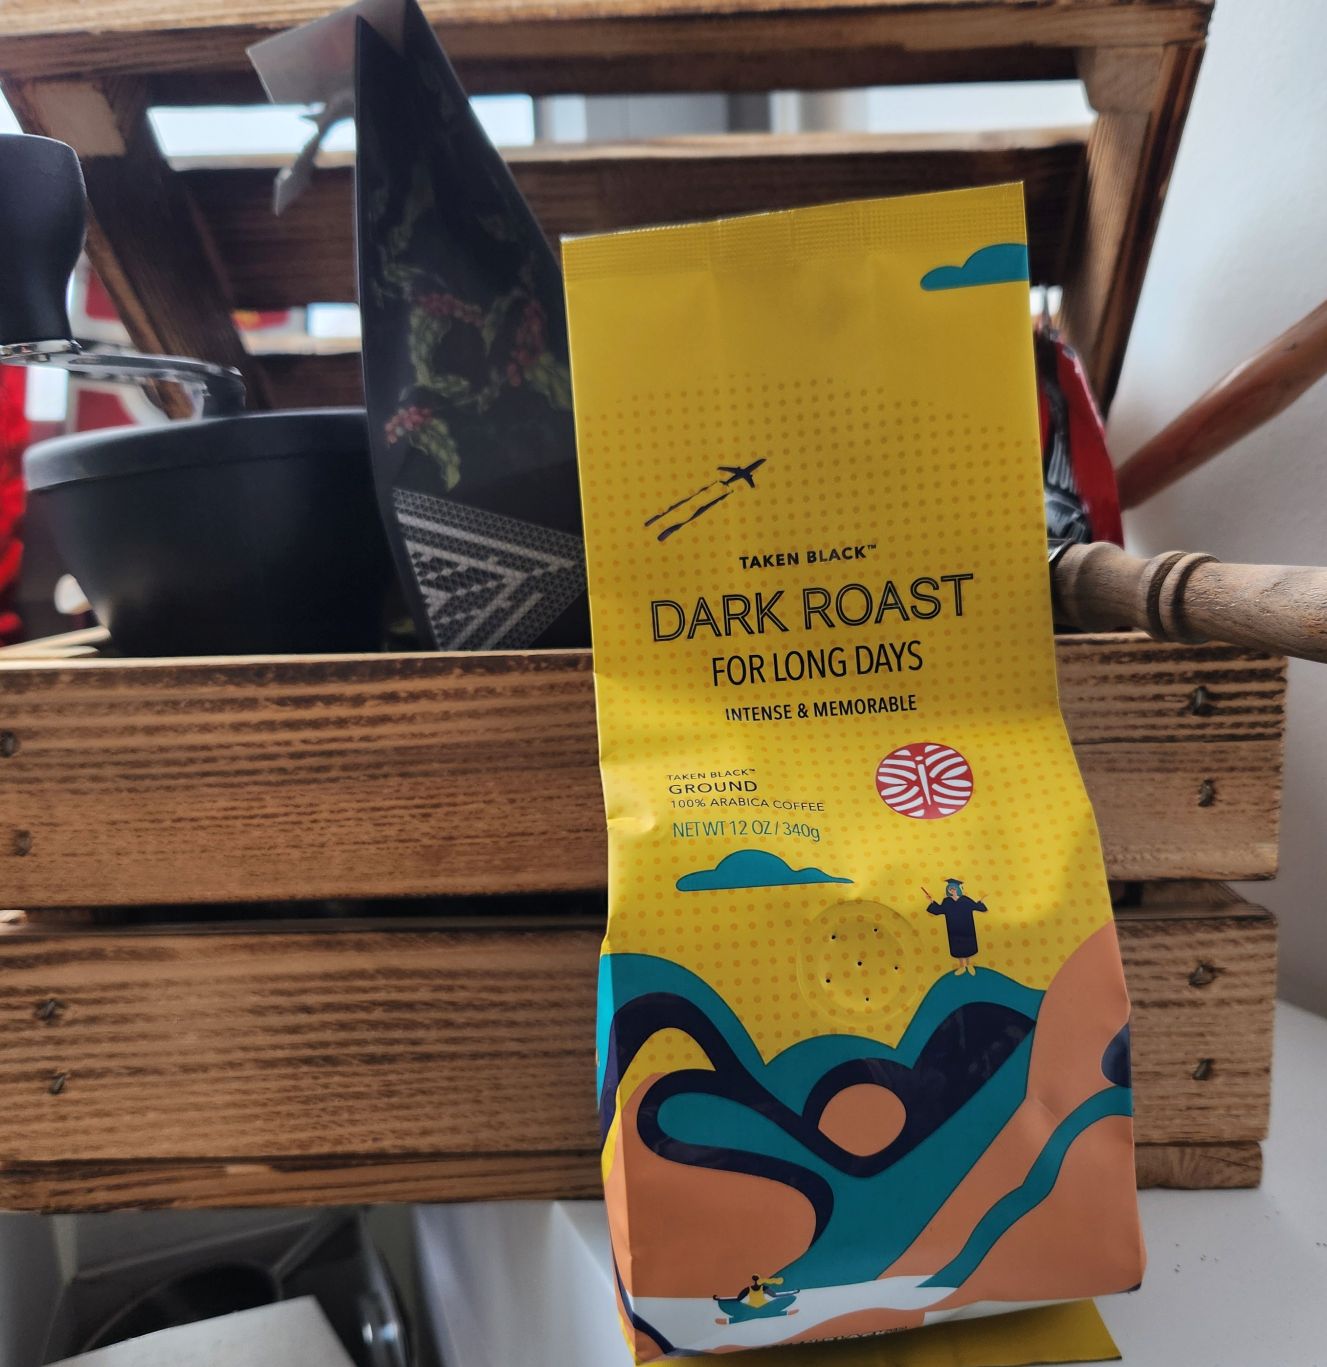 TAKEN BLACK™
DARK ROAST
FOR LONG DAYS
INTENSE & MEMORABLE
TAKEN BLACK™
GROUND
100% ARABICA COFFEE
NET WT 12 OZ / 340g